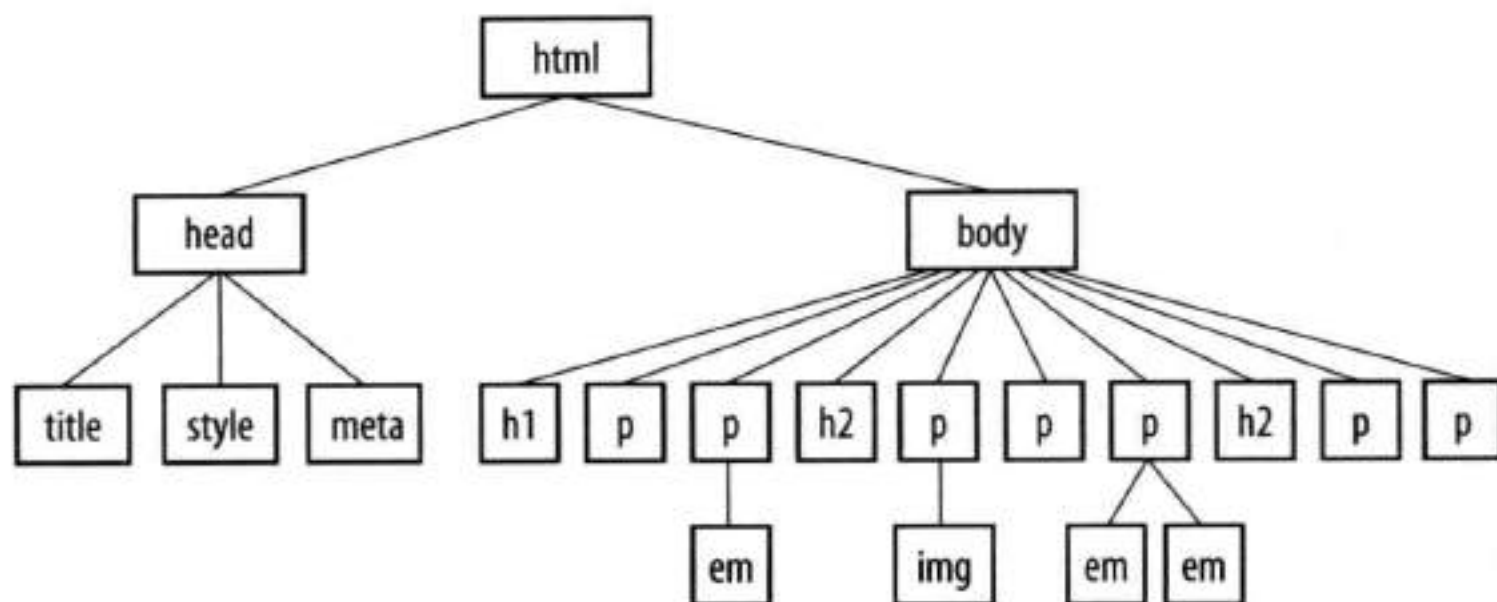 html
head body
title style meta h1 p p h2 p p p h2 p p
em img em em